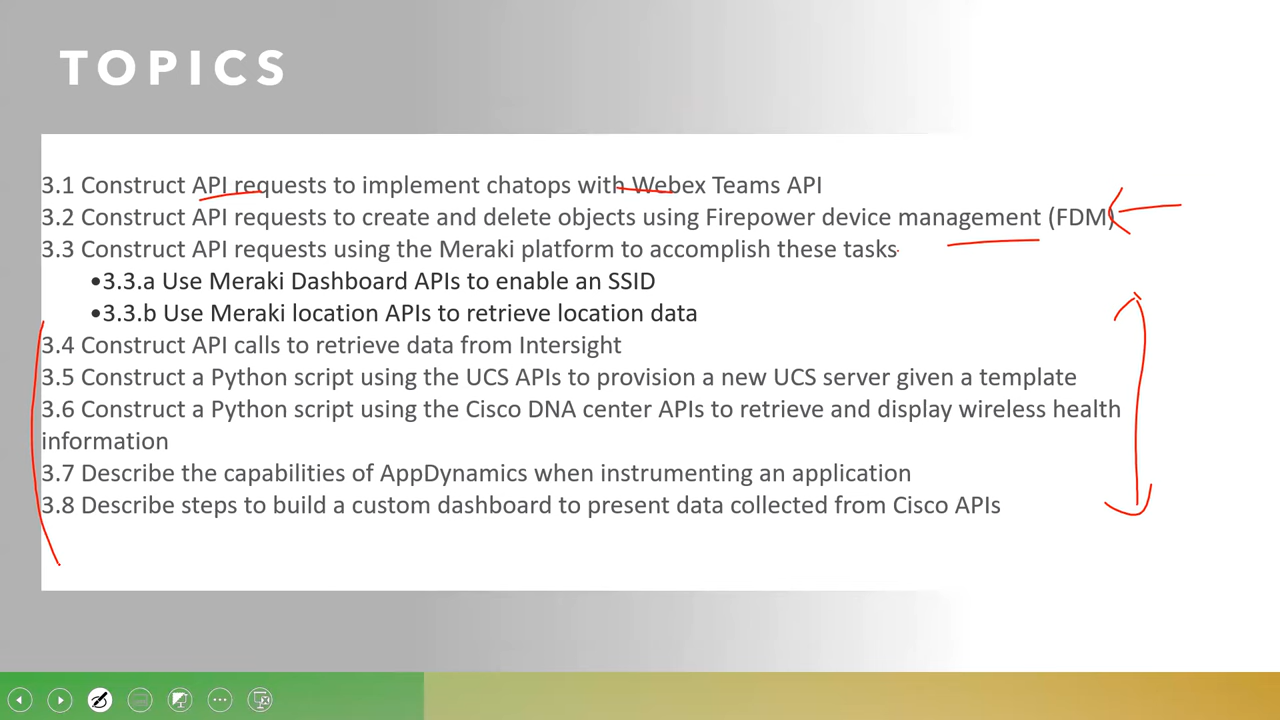 TOPICS
3.1 Construct API requests to implement chatops with Webex Teams API
3.2 Construct API requests to create and delete objects using Firepower device management (FDM)
3.3 Construct API requests using the Meraki platform to accomplish these tasks
•3.3.a Use Meraki Dashboard APIs to enable an SSID
•3.3.b Use Meraki location APIs to retrieve location data
3.4 Construct API calls to retrieve data from Intersight
3.5 Construct a Python script using the UCS APIs to provision a new UCS server given a template
3.6 Construct a Python script using the Cisco DNA center APIs to retrieve and display wireless health
information
3.7 Describe the capabilities of AppDynamics when instrumenting an application
3.8 Describe steps to build a custom dashboard to present data collected from Cisco APIs